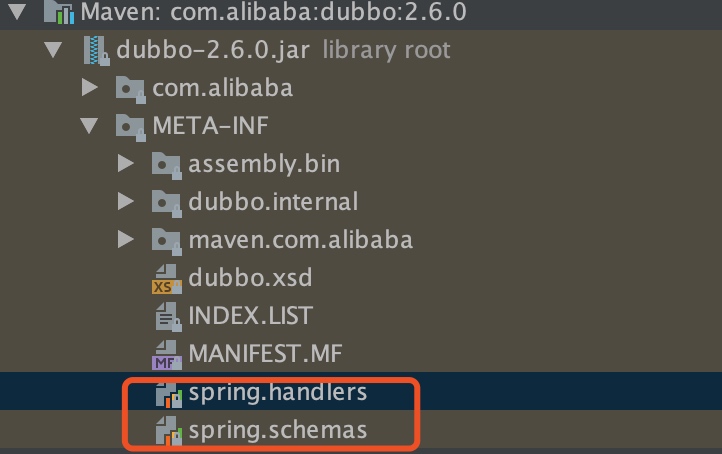 Maven: com.alibaba:dubbo:2.6.0
dubbo-2.6.0.jar library root
com.alibaba
META-INF
assembly.bin
dubbo.internal
maven.com.alibaba
XS dubbo.xsd
INDEX.LIST
MF MANIFEST.MF
spring.handlers
spring.schemas